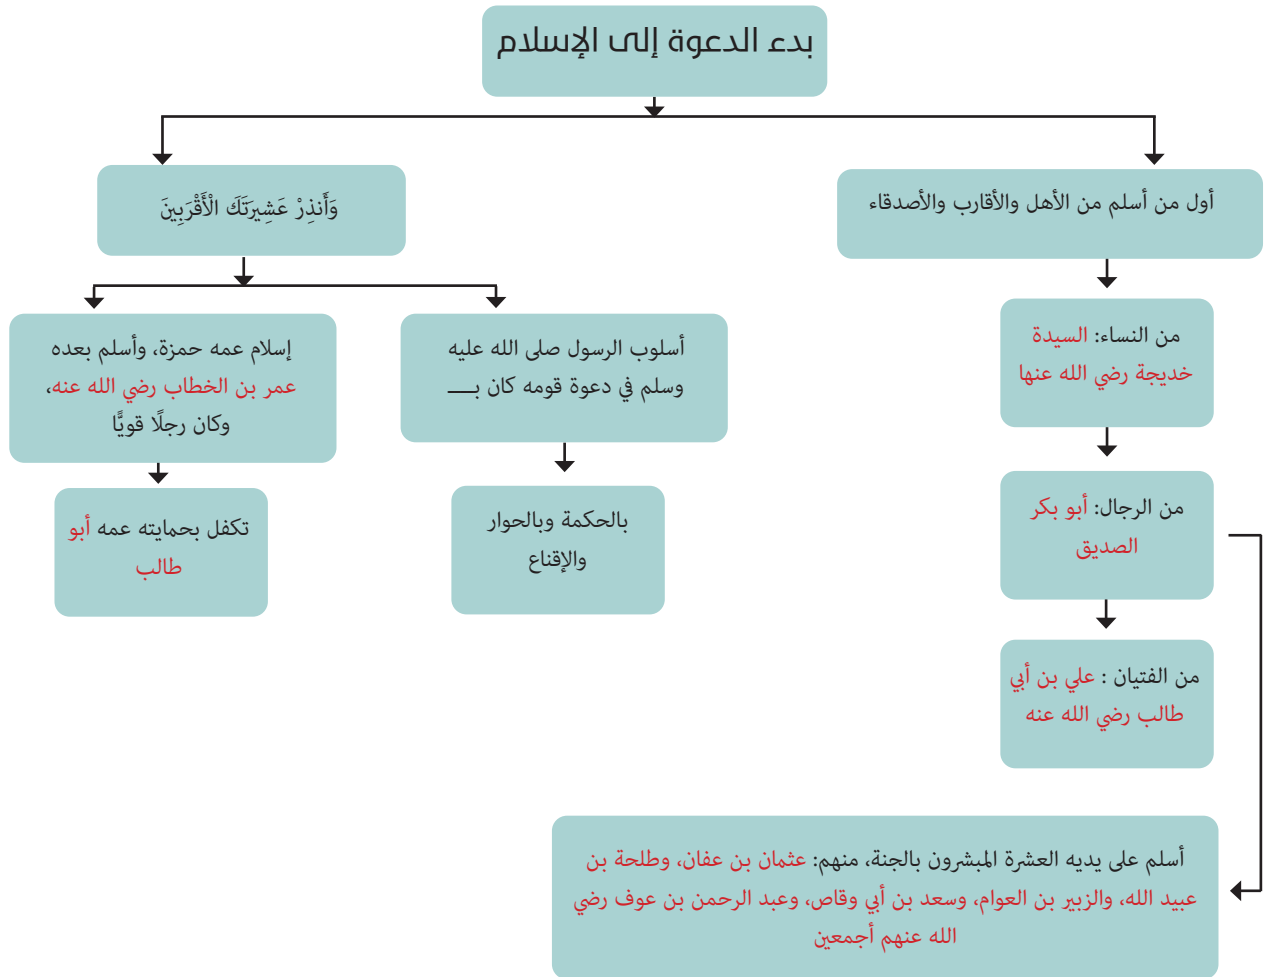 بدء الدعوة إلى الإسلام
أول من أسلم من الأهل والأقارب والأصدقاء
من النساء: السيدة
خديجة رضي الله عنها
من الرجال: أبو بكر
الصديق
من الفتيان : علي بن أبي
طالب رضي الله عنه
أسلم على يديه العشرة المبشرون بالجنة، منهم: عثمان بن عفان، وطلحة بن
عبيد الله، والزبير بن العوام، وسعد بن أبي وقاص، وعبد الرحمن بن عوف رضي
الله عنهم أجمعين
وَأَنذِرْ عَشِيرَتَكَ الْأَقْرَبِينَ
أسلوب الرسول صلى الله عليه
وسلم في دعوة قومه كان بـــ
بالحكمة وبالحوار
والإقناع
إسلام عمه حمزة، وأسلم بعده
عمر بن الخطاب رضي الله عنه،
وكان رجلًا قويًّا
تكفل بحمايته عمه أبو
طالب